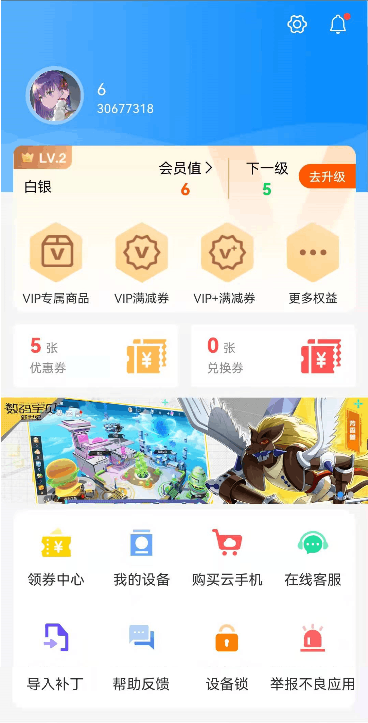 6
30677318
LV.2
白银
会员值 >
6
下一级
5
去升级
VIP专属商品
VIP满减券
VIP+满减券
更多权益
5 张
优惠券
0 张
兑换券
数码宝贝
新世纪
领券中心
我的设备
购买云手机
在线客服
导入补丁
帮助反馈
设备锁
举报不良应用